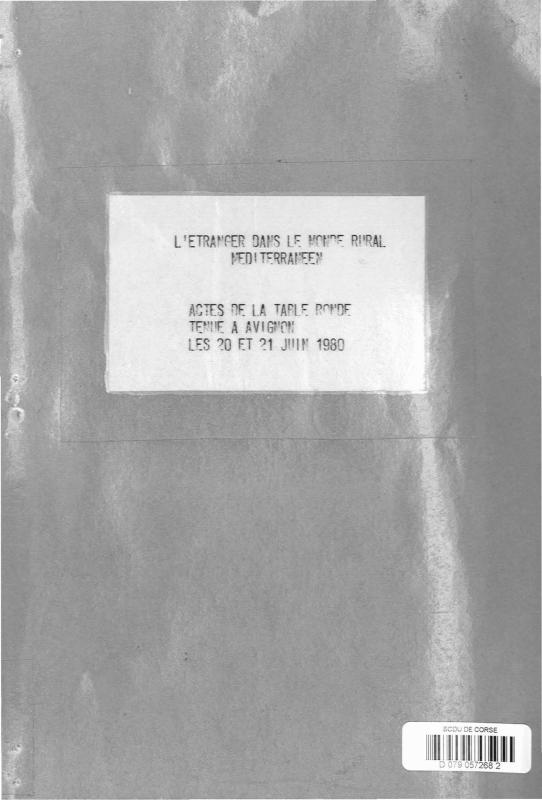 L'ETRANGER DANS LE MONDE RURAL
MEDITERRANEEN
ACTES DE LA TABLE RONDE
TENUE A AVIGNON
LES 20 ET 21 JUIN 1980
SCDU DE CORSE
D 079 057268 2